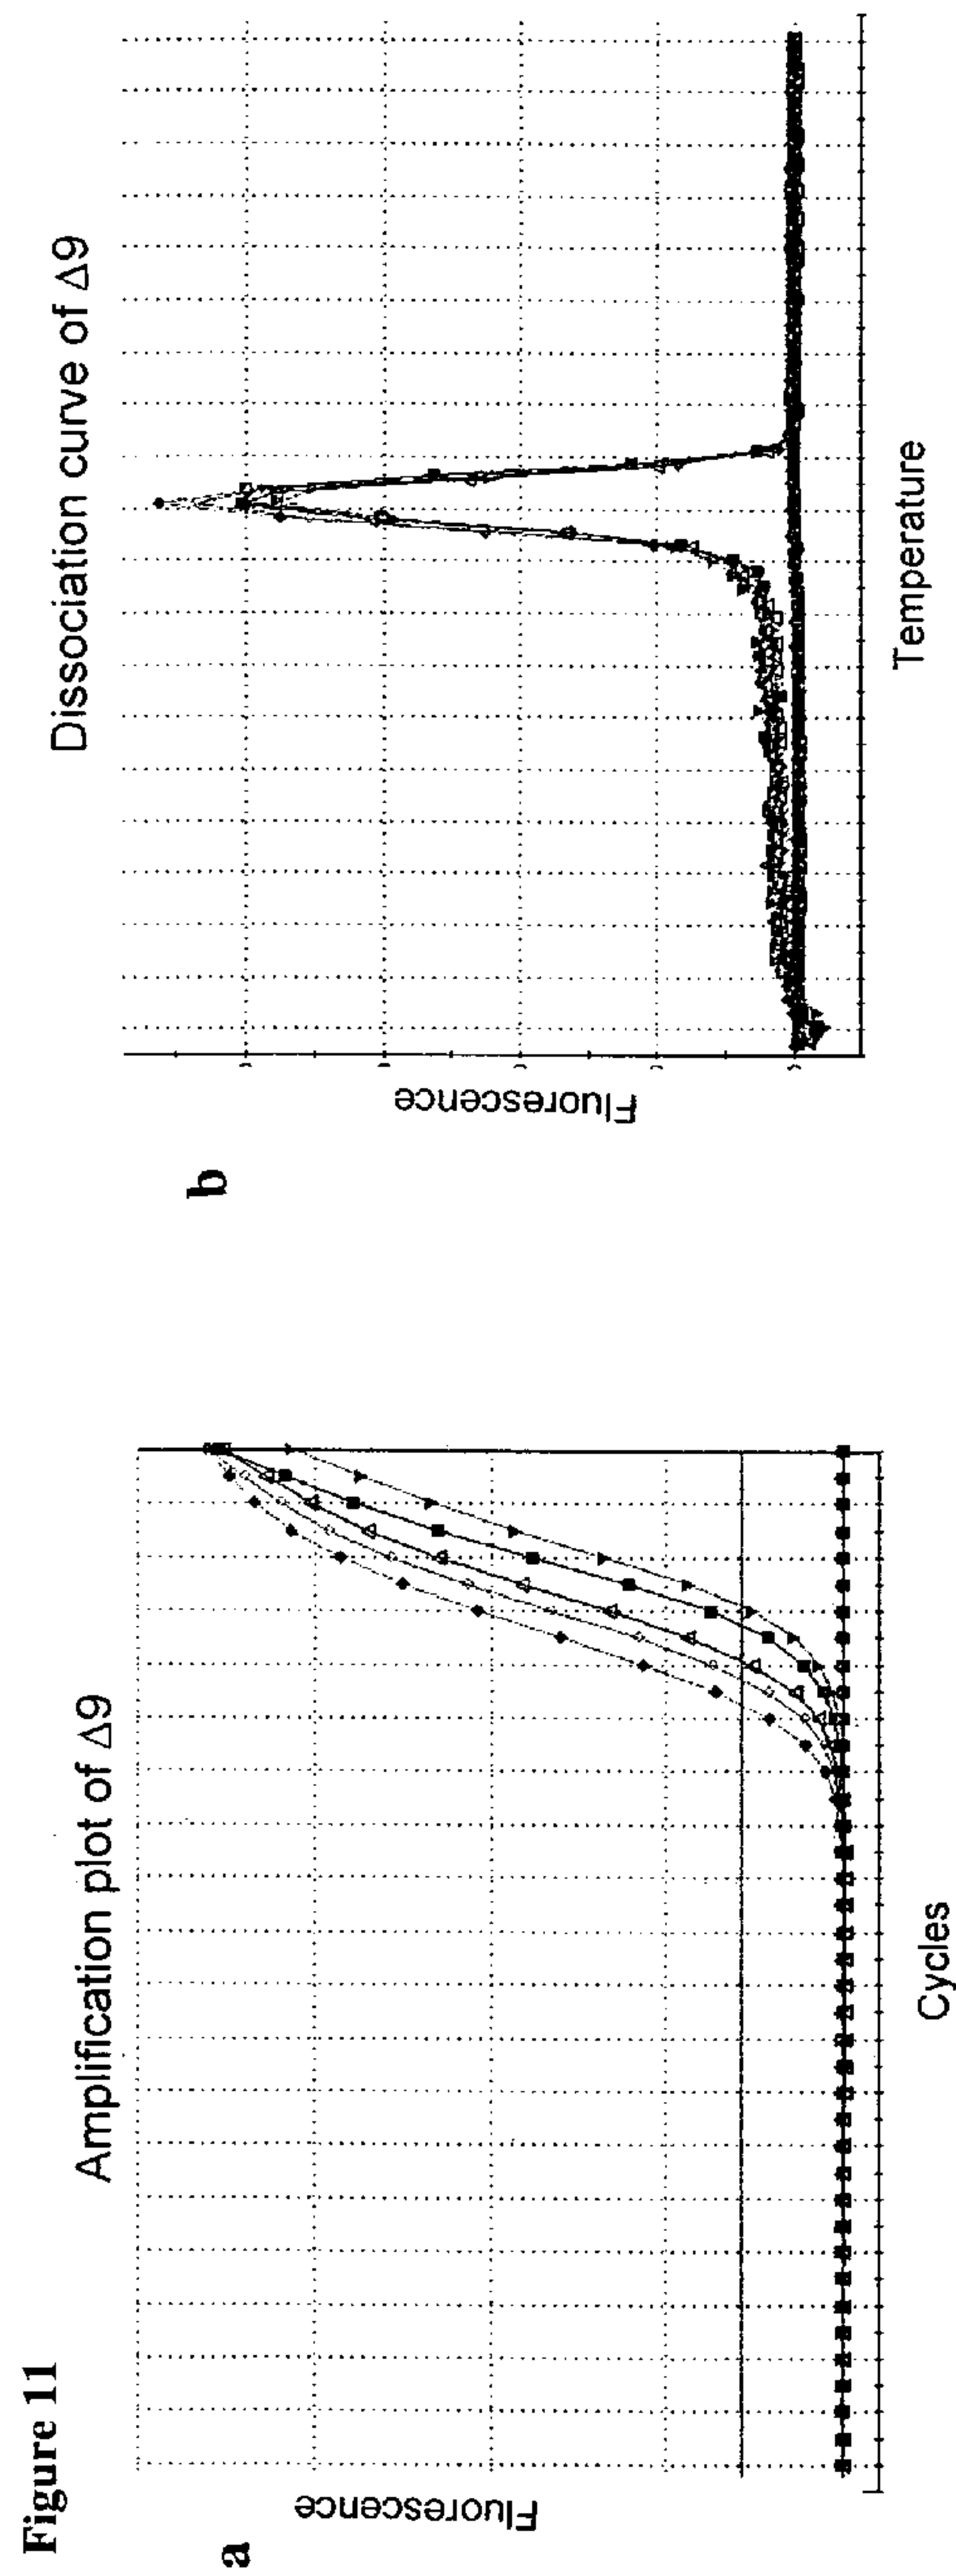 Figure 11
a
Amplification plot of Δ9
Fluorescence
Cycles
b
Dissociation curve of Δ9
Fluorescence
Temperature